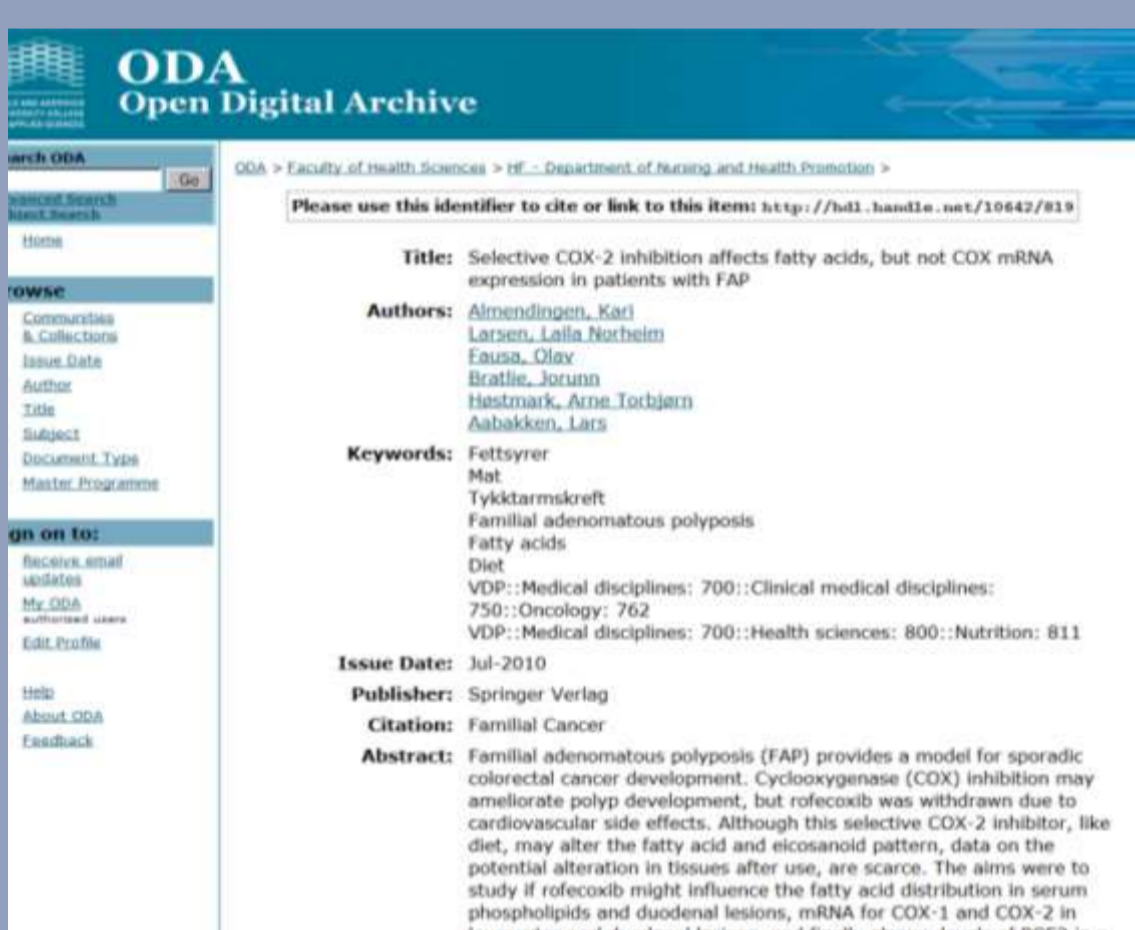 ODA
Open Digital Archive
arch ODA
Go
Search
Search
Home
owse
Communities
& Collections
Issue Date
Author
Title
Subject
Document Type
Master Programme
gn on to:
Receive email
updates
My ODA
authorized users
Edit Profile
Help
About ODA
Feedback
ODA > Faculty of Health Sciences > HF - Department of Nursing and Health Promotion >
Please use this identifier to cite or link to this item: http://hdl.handle.net/10642/819
Title: Selective COX-2 inhibition affects fatty acids, but not COX mRNA
expression in patients with FAP
Authors: Almendingen, Kari
Larsen, Laila Norheim
Fausa, Olav
Bratlie, Jorunn
Høstmark, Arne Torbjørn
Aabakken, Lars
Keywords: Fettsyrer
Mat
Tykktarmskreft
Familial adenomatous polyposis
Fatty acids
Diet
VDP::Medical disciplines: 700::Clinical medical disciplines:
750::Oncology: 762
VDP::Medical disciplines: 700::Health sciences: 800::Nutrition: 811
Issue Date: Jul-2010
Publisher: Springer Verlag
Citation: Familial Cancer
Abstract: Familial adenomatous polyposis (FAP) provides a model for sporadic
colorectal cancer development. Cyclooxygenase (COX) inhibition may
ameliorate polyp development, but rofecoxib was withdrawn due to
cardiovascular side effects. Although this selective COX-2 inhibitor, like
diet, may alter the fatty acid and eicosanoid pattern, data on the
potential alteration in tissues after use, are scarce. The aims were to
study if rofecoxib might influence the fatty acid distribution in serum
phospholipids and duodenal lesions, mRNA for COX-1 and COX-2 in